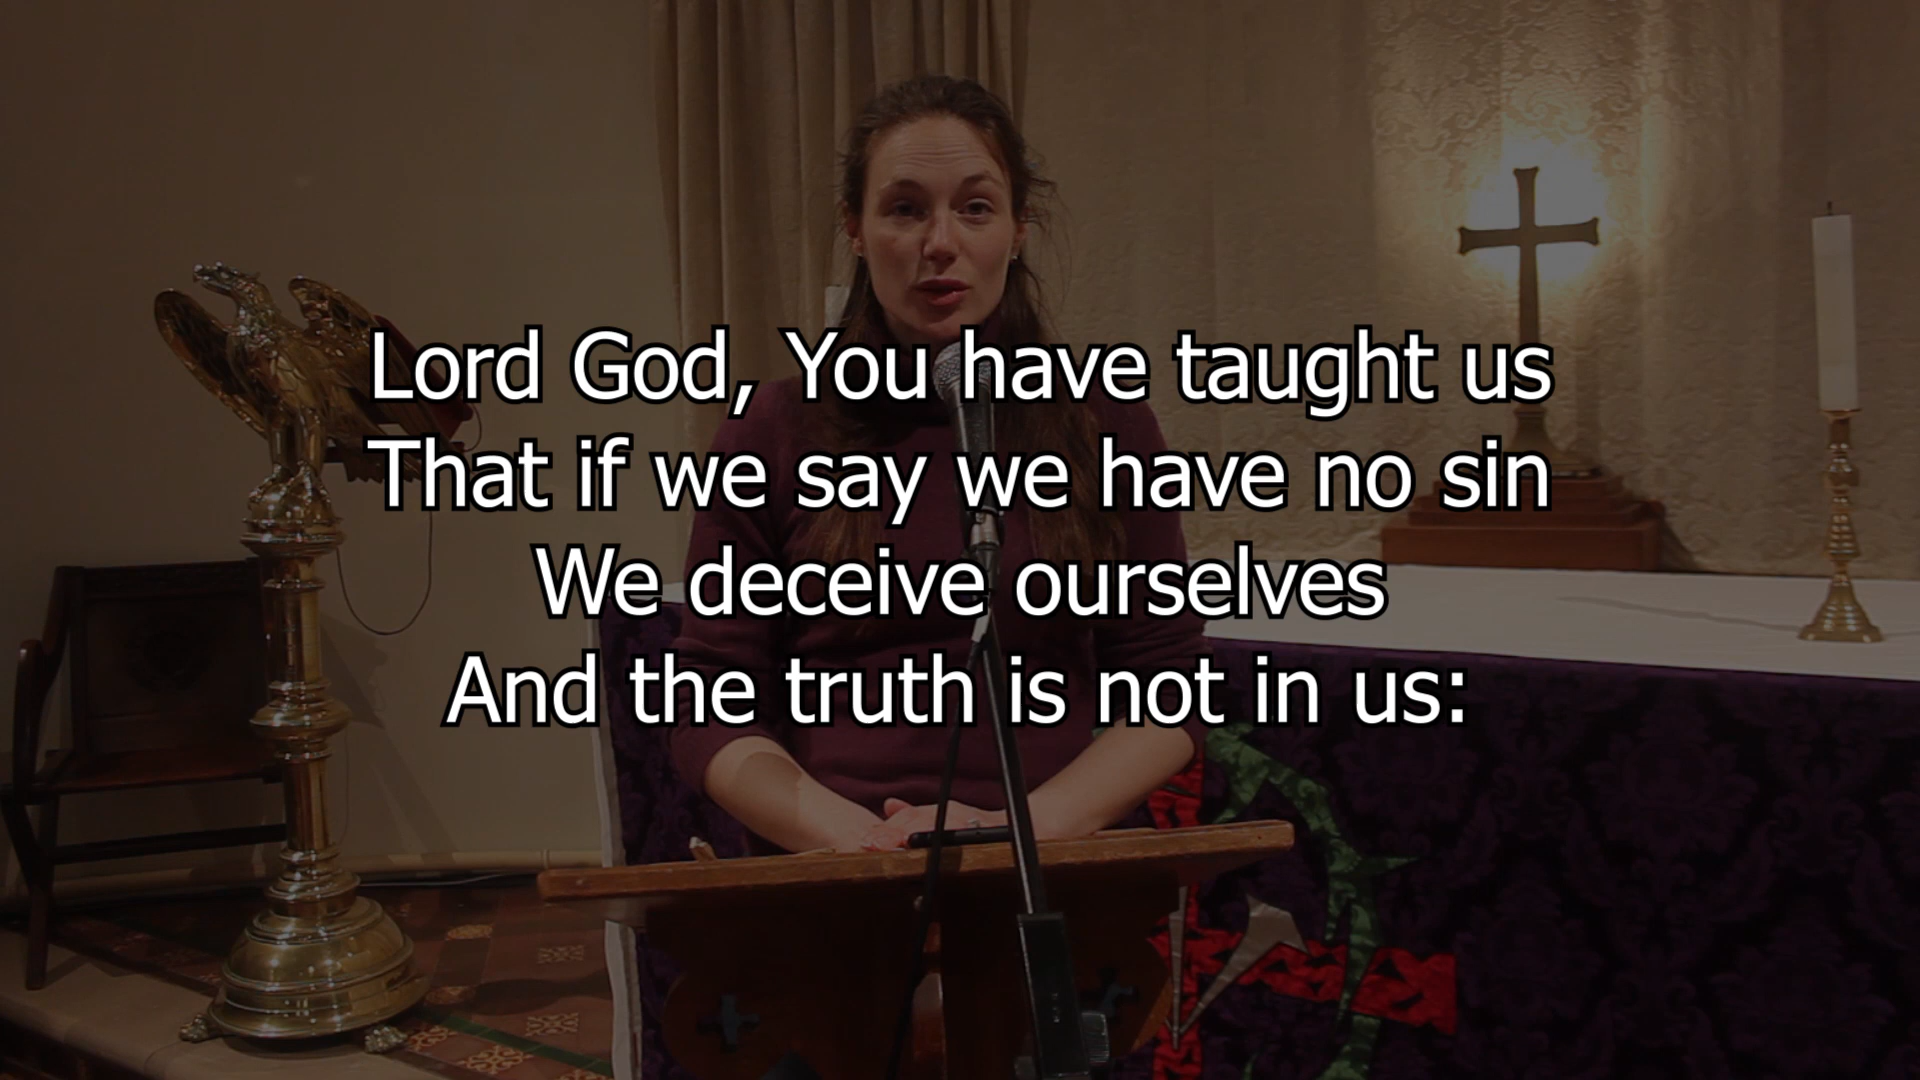 Lord God, You have taught us
That if we say we have no sin
We deceive ourselves
And the truth is not in us: